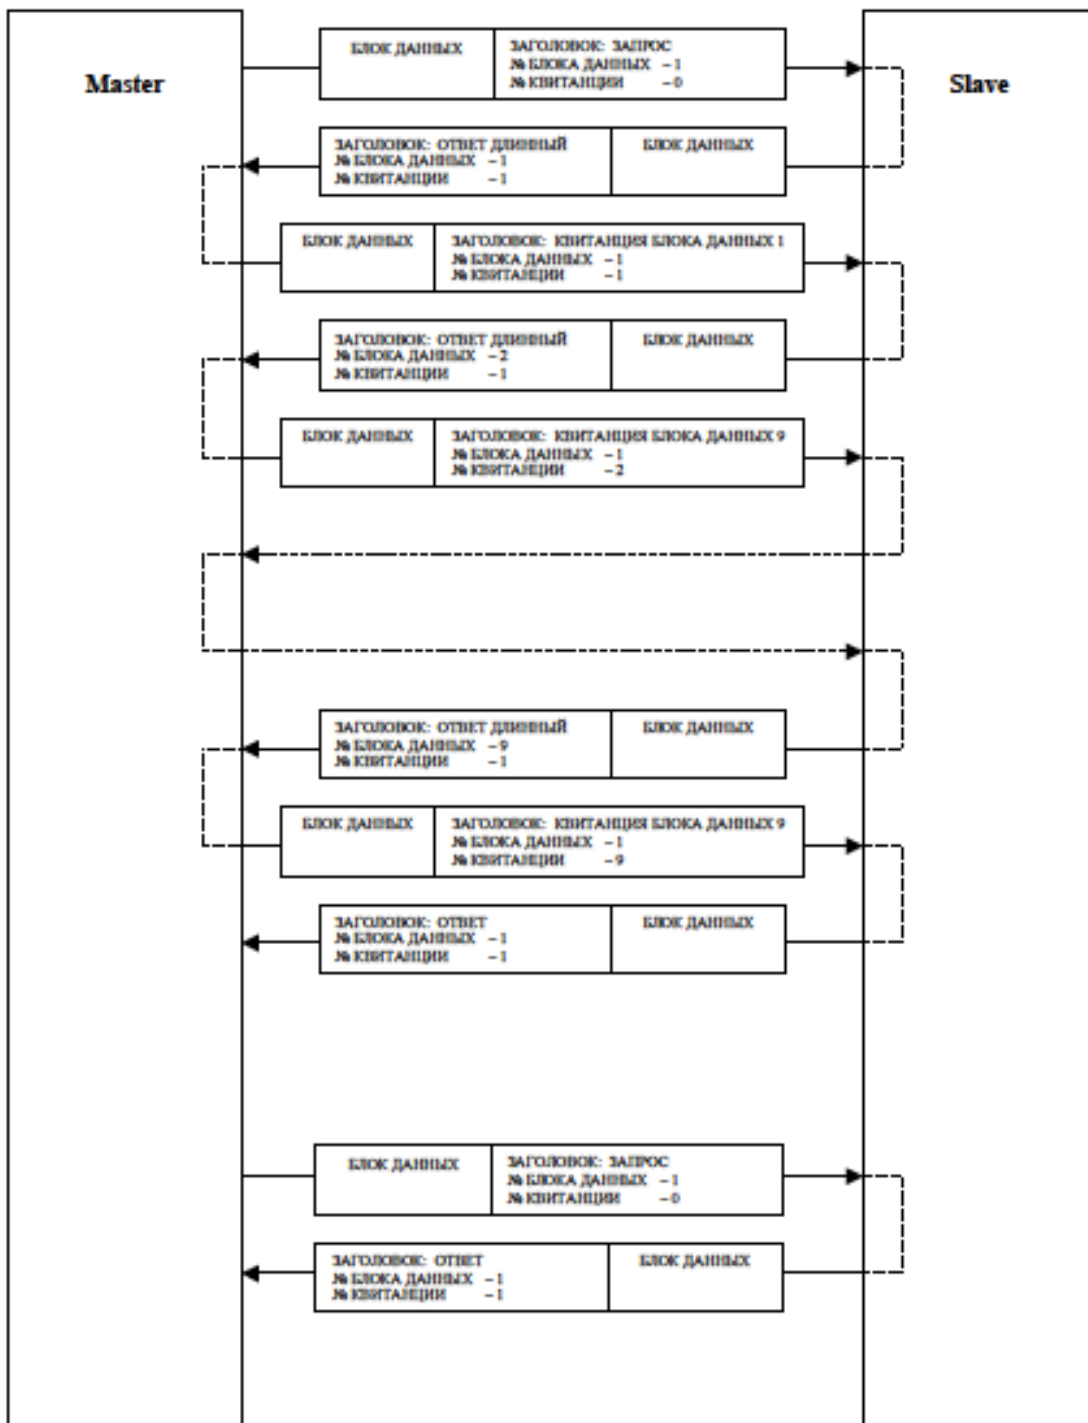 Master
Slave
БЛОК ДАННЫХ
ЗАГОЛОВОК: ЗАПРОС
№ БЛОКА ДАННЫХ – 1
№ КВИТАНЦИИ – 0
ЗАГОЛОВОК: ОТВЕТ ДЛИННЫЙ
№ БЛОКА ДАННЫХ – 1
№ КВИТАНЦИИ – 1
БЛОК ДАННЫХ
БЛОК ДАННЫХ
ЗАГОЛОВОК: КВИТАНЦИЯ БЛОКА ДАННЫХ 1
№ БЛОКА ДАННЫХ – 1
№ КВИТАНЦИИ – 1
ЗАГОЛОВОК: ОТВЕТ ДЛИННЫЙ
№ БЛОКА ДАННЫХ – 2
№ КВИТАНЦИИ – 1
БЛОК ДАННЫХ
БЛОК ДАННЫХ
ЗАГОЛОВОК: КВИТАНЦИЯ БЛОКА ДАННЫХ 9
№ БЛОКА ДАННЫХ – 1
№ КВИТАНЦИИ – 2
ЗАГОЛОВОК: ОТВЕТ ДЛИННЫЙ
№ БЛОКА ДАННЫХ – 9
№ КВИТАНЦИИ – 1
БЛОК ДАННЫХ
БЛОК ДАННЫХ
ЗАГОЛОВОК: КВИТАНЦИЯ БЛОКА ДАННЫХ 9
№ БЛОКА ДАННЫХ – 1
№ КВИТАНЦИИ – 9
ЗАГОЛОВОК: ОТВЕТ
№ БЛОКА ДАННЫХ – 1
№ КВИТАНЦИИ – 1
БЛОК ДАННЫХ
БЛОК ДАННЫХ
ЗАГОЛОВОК: ЗАПРОС
№ БЛОКА ДАННЫХ – 1
№ КВИТАНЦИИ – 0
ЗАГОЛОВОК: ОТВЕТ
№ БЛОКА ДАННЫХ – 1
№ КВИТАНЦИИ – 1
БЛОК ДАННЫХ